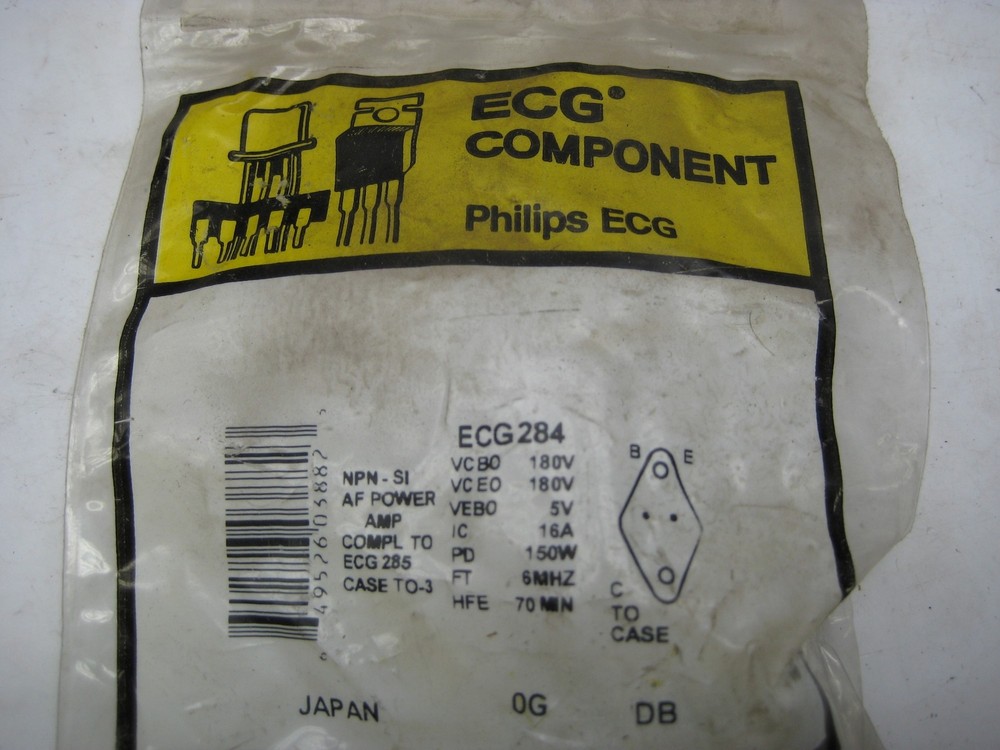 ECG®
COMPONENT
Philips ECG
ECG284
NPN - SI
AF POWER
AMP
COMPL TO
ECG 285
CASE TO-3
VCBO 180V
VCEO 180V
VEBO 5V
IC 16A
PD 150W
FT 6MHZ
HFE 70 MIN
B E
C
TO
CASE
JAPAN 0G DB